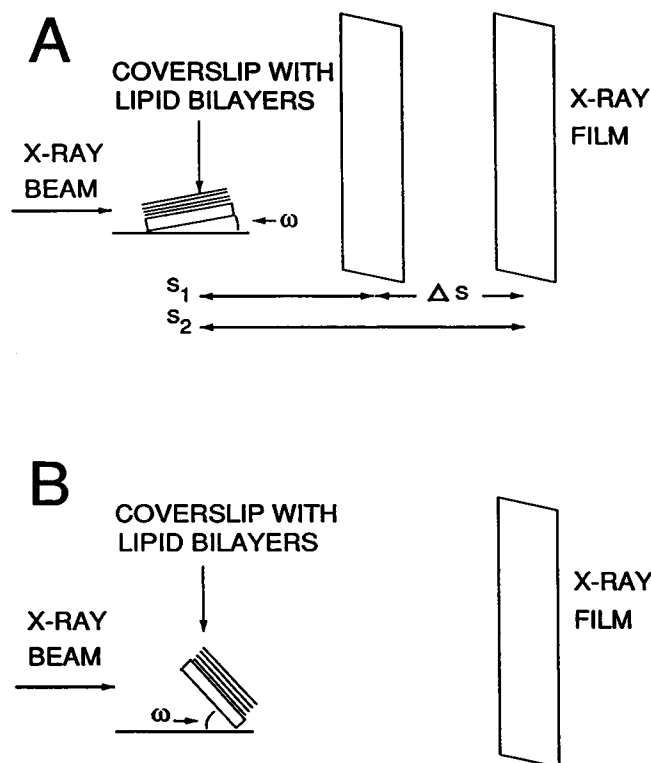 A
COVERSLIP WITH
LIPID BILAYERS
X-RAY
FILM
X-RAY
BEAM
ω
S1
Δ S
S2
B
COVERSLIP WITH
LIPID BILAYERS
X-RAY
FILM
X-RAY
BEAM
ω